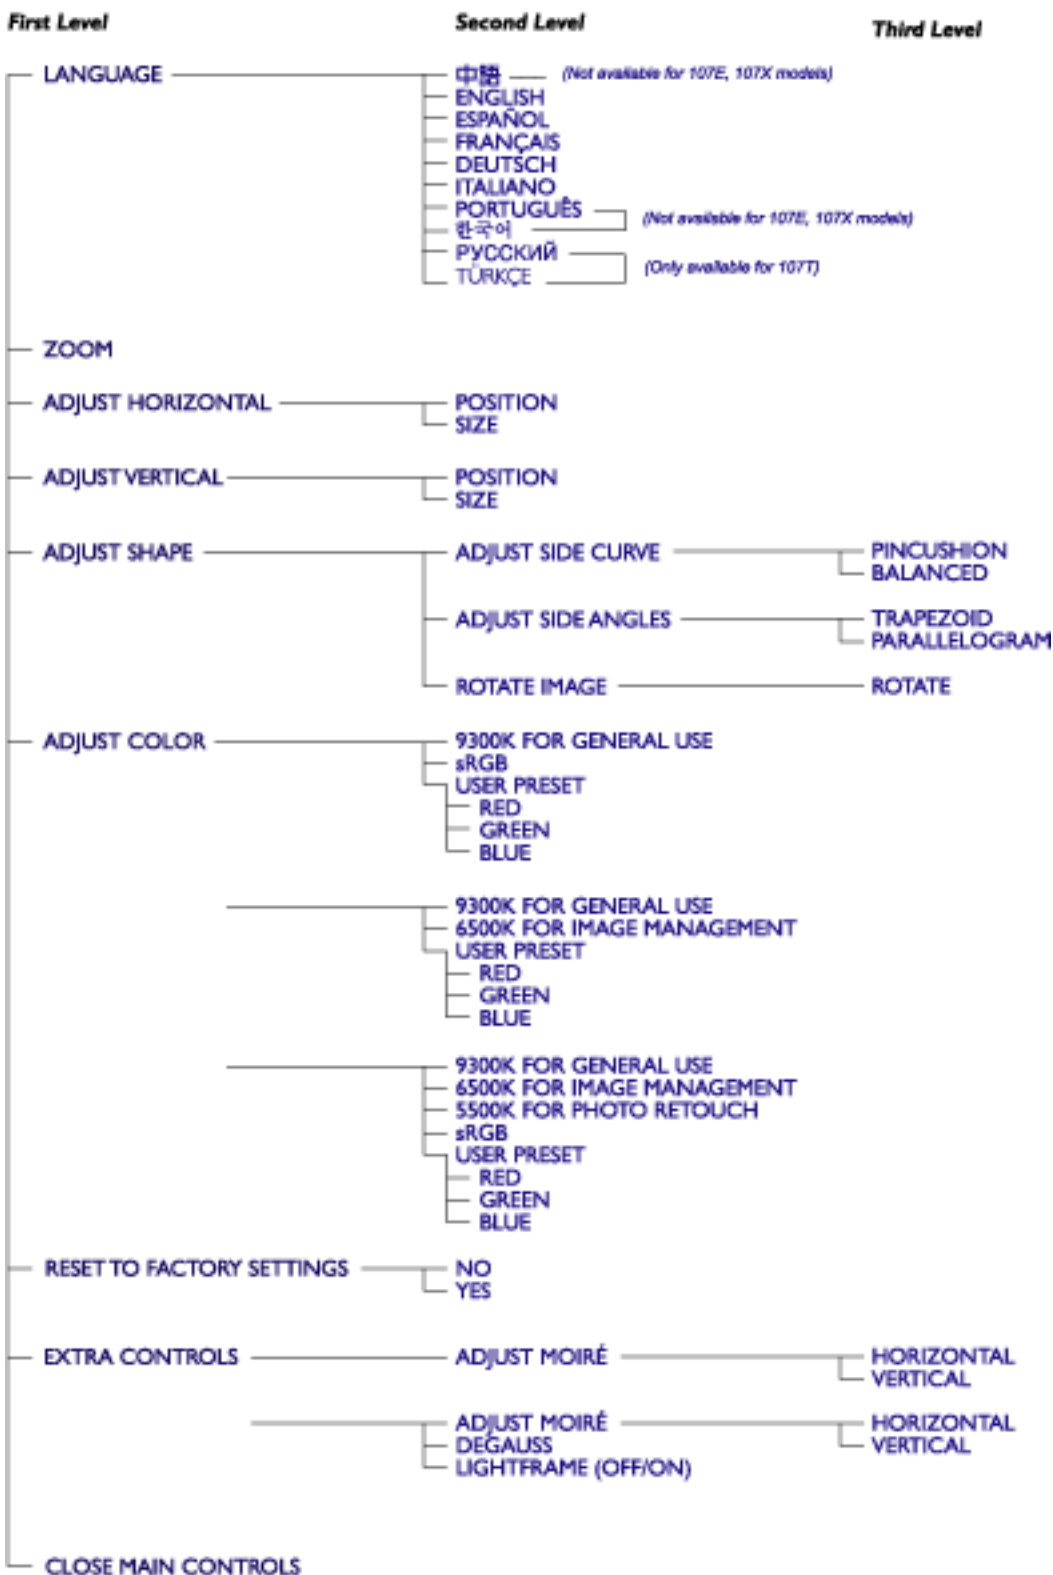 First Level Second Level Third Level
LANGUAGE 中語 (Not available for 107E, 107X models)
ENGLISH
ESPAÑOL
FRANÇAIS
DEUTSCH
ITALIANO
PORTUGUÊS
(Not available for 107E, 107X models)
한국어
РУССКИЙ
(Only available for 107T)
TÜRKÇE
ZOOM
ADJUST HORIZONTAL POSITION
SIZE
ADJUST VERTICAL POSITION
SIZE
ADJUST SHAPE ADJUST SIDE CURVE PINCUSHION
BALANCED
ADJUST SIDE ANGLES TRAPEZOID
PARALLELOGRAM
ROTATE IMAGE ROTATE
ADJUST COLOR 9300K FOR GENERAL USE
sRGB
USER PRESET
RED
GREEN
BLUE
9300K FOR GENERAL USE
6500K FOR IMAGE MANAGEMENT
USER PRESET
RED
GREEN
BLUE
9300K FOR GENERAL USE
6500K FOR IMAGE MANAGEMENT
5500K FOR PHOTO RETOUCH
sRGB
USER PRESET
RED
GREEN
BLUE
RESET TO FACTORY SETTINGS NO
YES
EXTRA CONTROLS ADJUST MOIRÉ HORIZONTAL
VERTICAL
ADJUST MOIRÉ HORIZONTAL
DEGAUSS VERTICAL
LIGHTFRAME (OFF/ON)
CLOSE MAIN CONTROLS